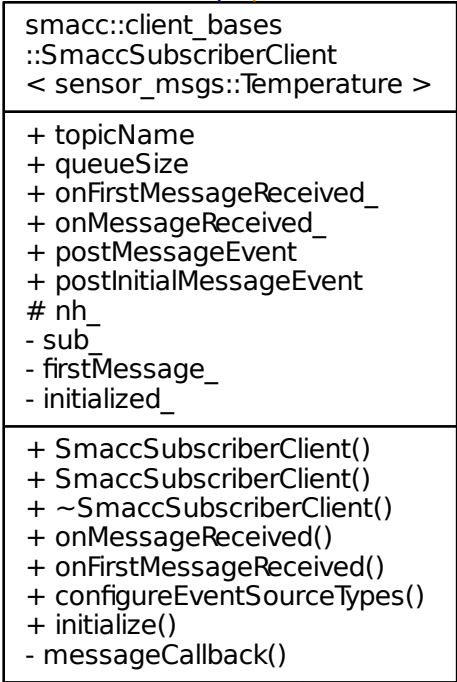 smacc::client_bases
::SmaccSubscriberClient
< sensor_msgs::Temperature >
+ topicName
+ queueSize
+ onFirstMessageReceived_
+ onMessageReceived_
+ postMessageEvent
+ postInitialMessageEvent
# nh_
- sub_
- firstMessage_
- initialized_
+ SmaccSubscriberClient()
+ SmaccSubscriberClient()
+ ~SmaccSubscriberClient()
+ onMessageReceived()
+ onFirstMessageReceived()
+ configureEventSourceTypes()
+ initialize()
- messageCallback()